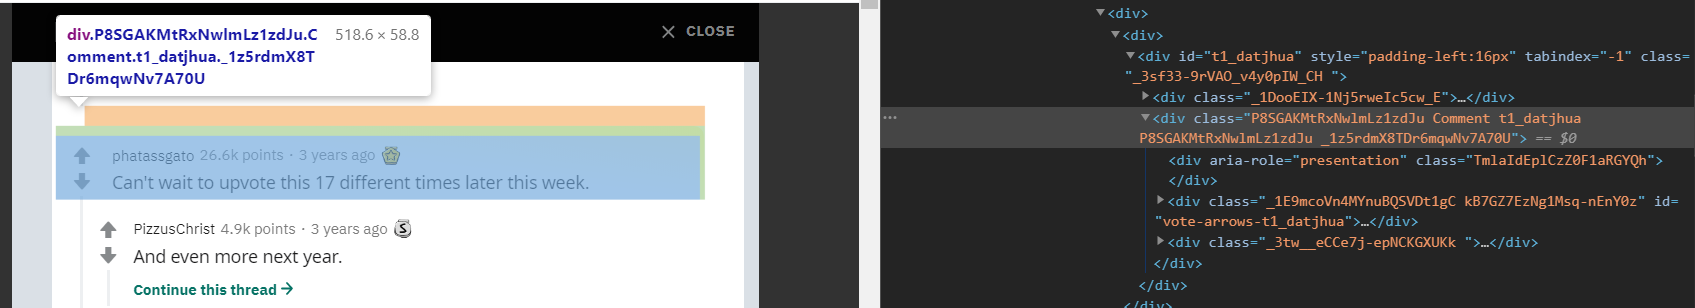 div.P8SGAKMtRxNwlmLz1zdJu.C 518.6 × 58.8
omment.t1_datjhua._1z5rdmX8T
Dr6mqwNv7A70U
CLOSE
phatassgato 26.6k points · 3 years ago
Can't wait to upvote this 17 different times later this week.
PizzusChrist 4.9k points · 3 years ago
And even more next year.
Continue this thread →
<div>
<div>
<div id="t1_datjhua" style="padding-left:16px" tabindex="-1" class=
"_3sf33-9rVAO_v4y0pIW_CH ">
<div class="_1DooEIX-1Nj5rweIc5cw_E">…</div>
<div class="P8SGAKMtRxNwlmLz1zdJu Comment t1_datjhua
P8SGAKMtRxNwlmLz1zdJu _1z5rdmX8TDr6mqwNv7A70U"> == $0
<div aria-role="presentation" class="TmlaIdEplCzZ0F1aRGYQh">
</div>
<div class="_1E9mcoVn4MYnuBQSVDt1gC kB7GZ7EzNg1Msq-nEnY0z" id=
"vote-arrows-t1_datjhua">…</div>
<div class="_3tw__eCCe7j-epNCKGXUKk ">…</div>
</div>
</div>
</div>